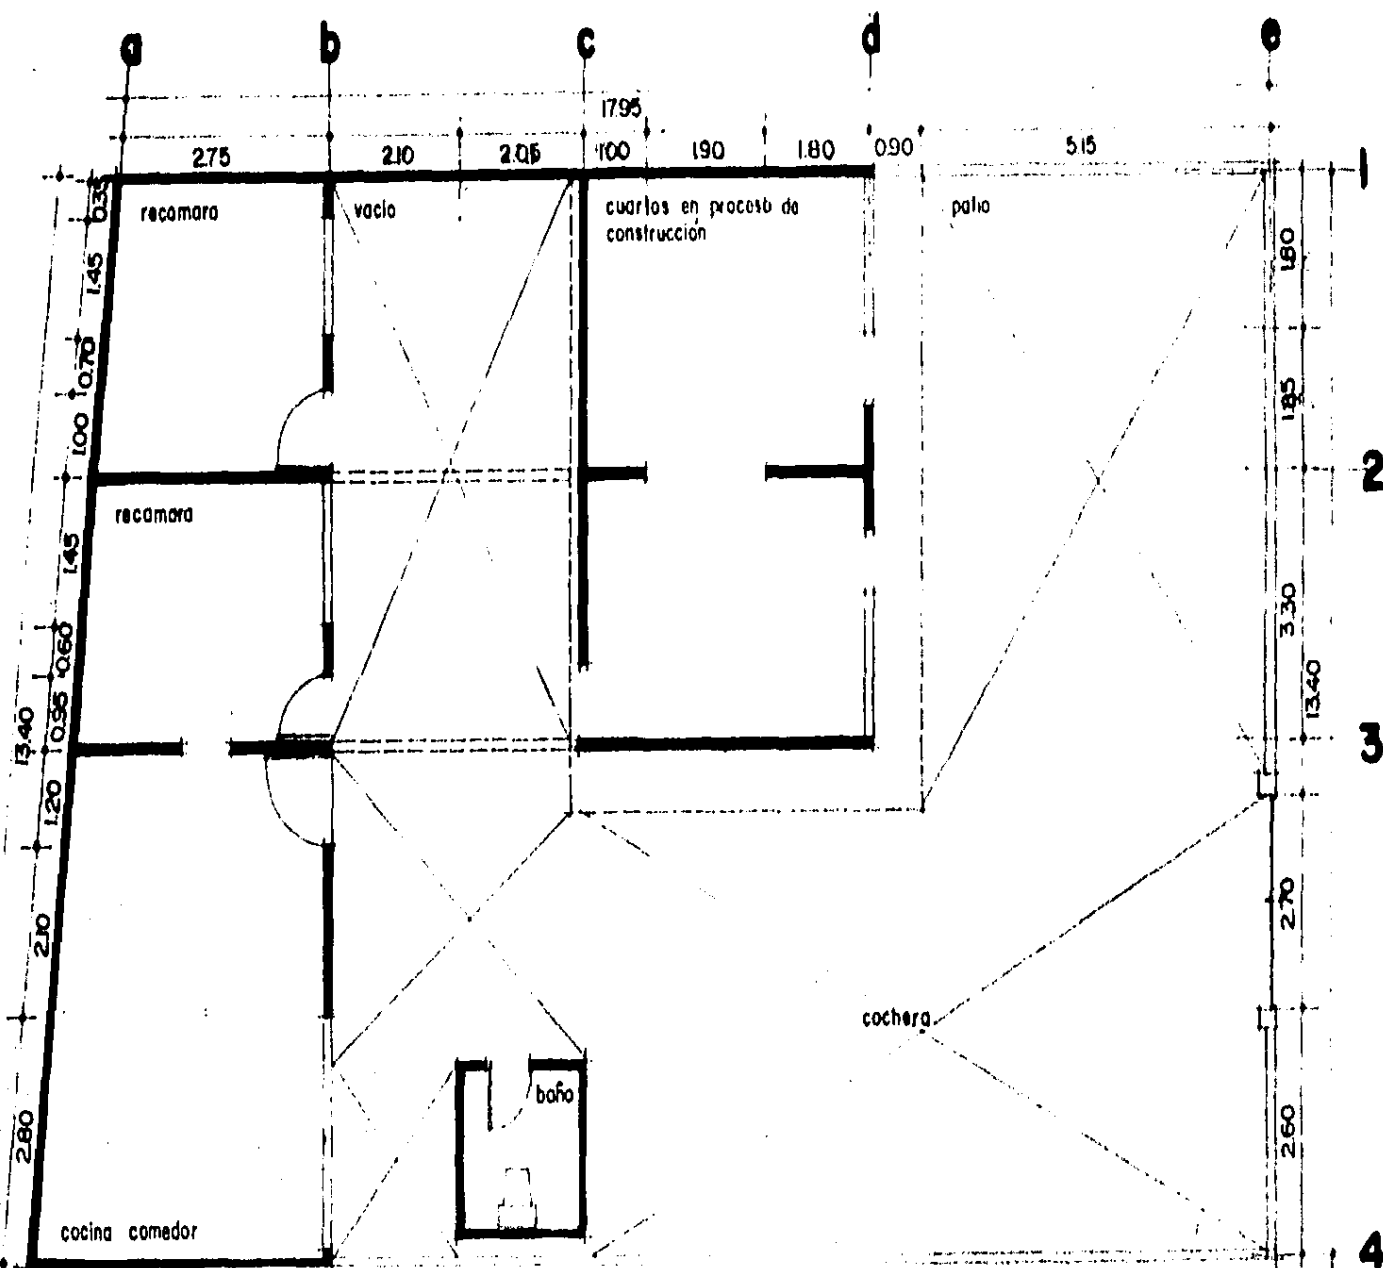 a b c d e
17.95
2.75 2.10 2.05 1.00 1.90 1.80 0.90 5.15
1
recamara
vacio
cuartos en proceso de
construcción
patio
0.35
1.45
0.70
1.00
1.80
1.85
2
recamara
1.45
0.60
0.95
13.40
3.30
13.40
3
1.20
2.10
2.80
2.70
cochera
baño
2.60
cocina comedor
4